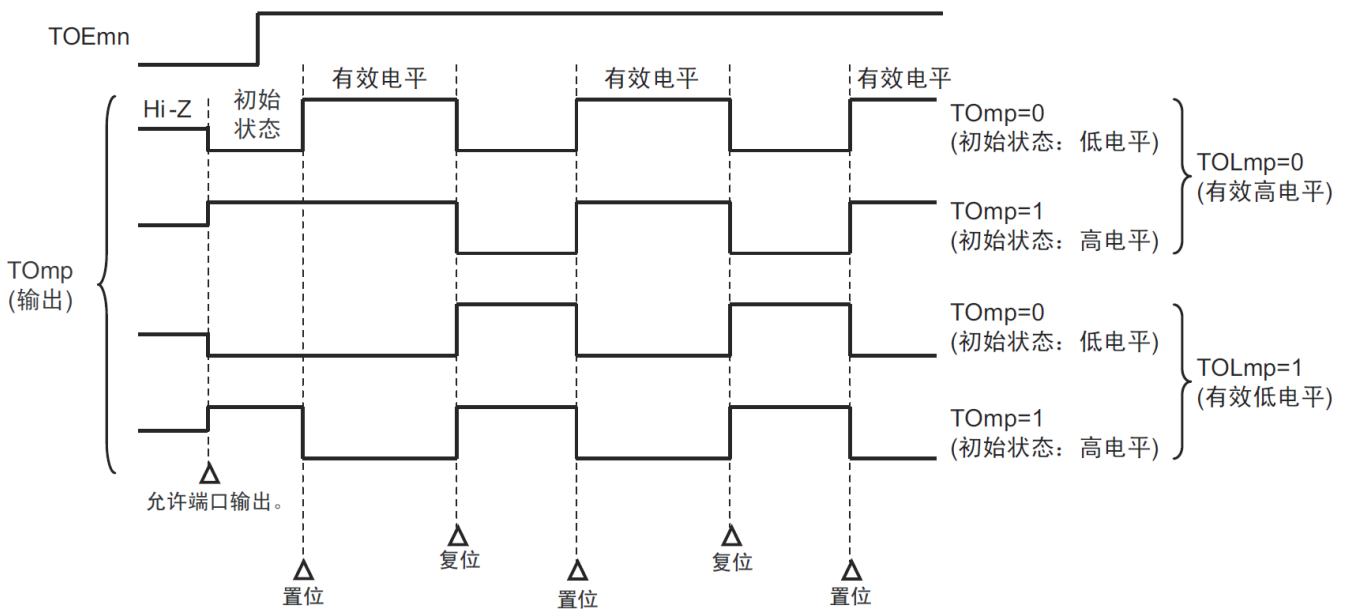 TOEmn
有效电平
有效电平
有效电平
Hi-Z
初始
状态
TOmp=0
(初始状态：低电平)
TOLmp=0
(有效高电平)
TOmp=1
(初始状态：高电平)
TOmp
(输出)
TOmp=0
(初始状态：低电平)
TOLmp=1
(有效低电平)
TOmp=1
(初始状态：高电平)
允许端口输出。
复位
复位
置位
置位
置位